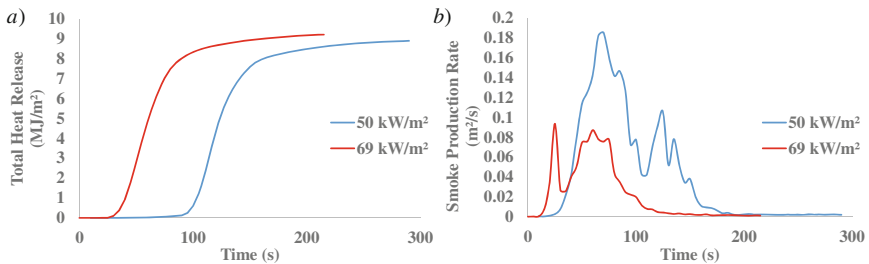 a)
Total Heat Release
(MJ/m²)
10
9
8
7
6
5
4
3
2
1
0
0
100
200
300
Time (s)
50 kW/m²
69 kW/m²
b)
Smoke Production Rate
(m²/s)
0.2
0.18
0.16
0.14
0.12
0.1
0.08
0.06
0.04
0.02
0
0
100
200
300
Time (s)
50 kW/m²
69 kW/m²